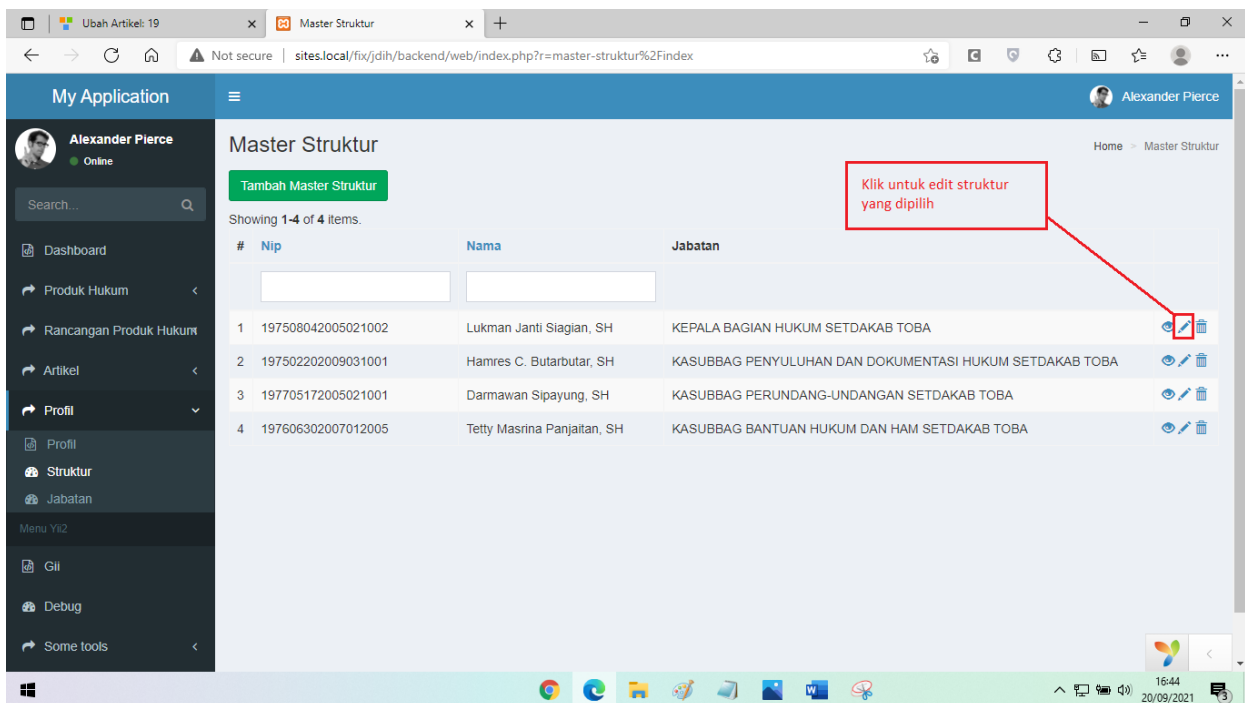 Ubah Artikel: 19
Master Struktur
Not secure | sites.local/fix/jdih/backend/web/index.php?r=master-struktur%2Findex
My Application
Alexander Pierce
Alexander Pierce
Online
Search...
Dashboard
Produk Hukum
Rancangan Produk Hukum
Artikel
Profil
Profil
Struktur
Jabatan
Menu Yii2
Gii
Debug
Some tools
Master Struktur
Home > Master Struktur
Tambah Master Struktur
Klik untuk edit struktur
yang dipilih
Showing 1-4 of 4 items.
# Nip Nama Jabatan
1 197508042005021002 Lukman Janti Siagian, SH KEPALA BAGIAN HUKUM SETDAKAB TOBA
2 197502202009031001 Hamres C. Butarbutar, SH KASUBBAG PENYULUHAN DAN DOKUMENTASI HUKUM SETDAKAB TOBA
3 197705172005021001 Darmawan Sipayung, SH KASUBBAG PERUNDANG-UNDANGAN SETDAKAB TOBA
4 197606302007012005 Tetty Masrina Panjaitan, SH KASUBBAG BANTUAN HUKUM DAN HAM SETDAKAB TOBA
16:44
20/09/2021
3